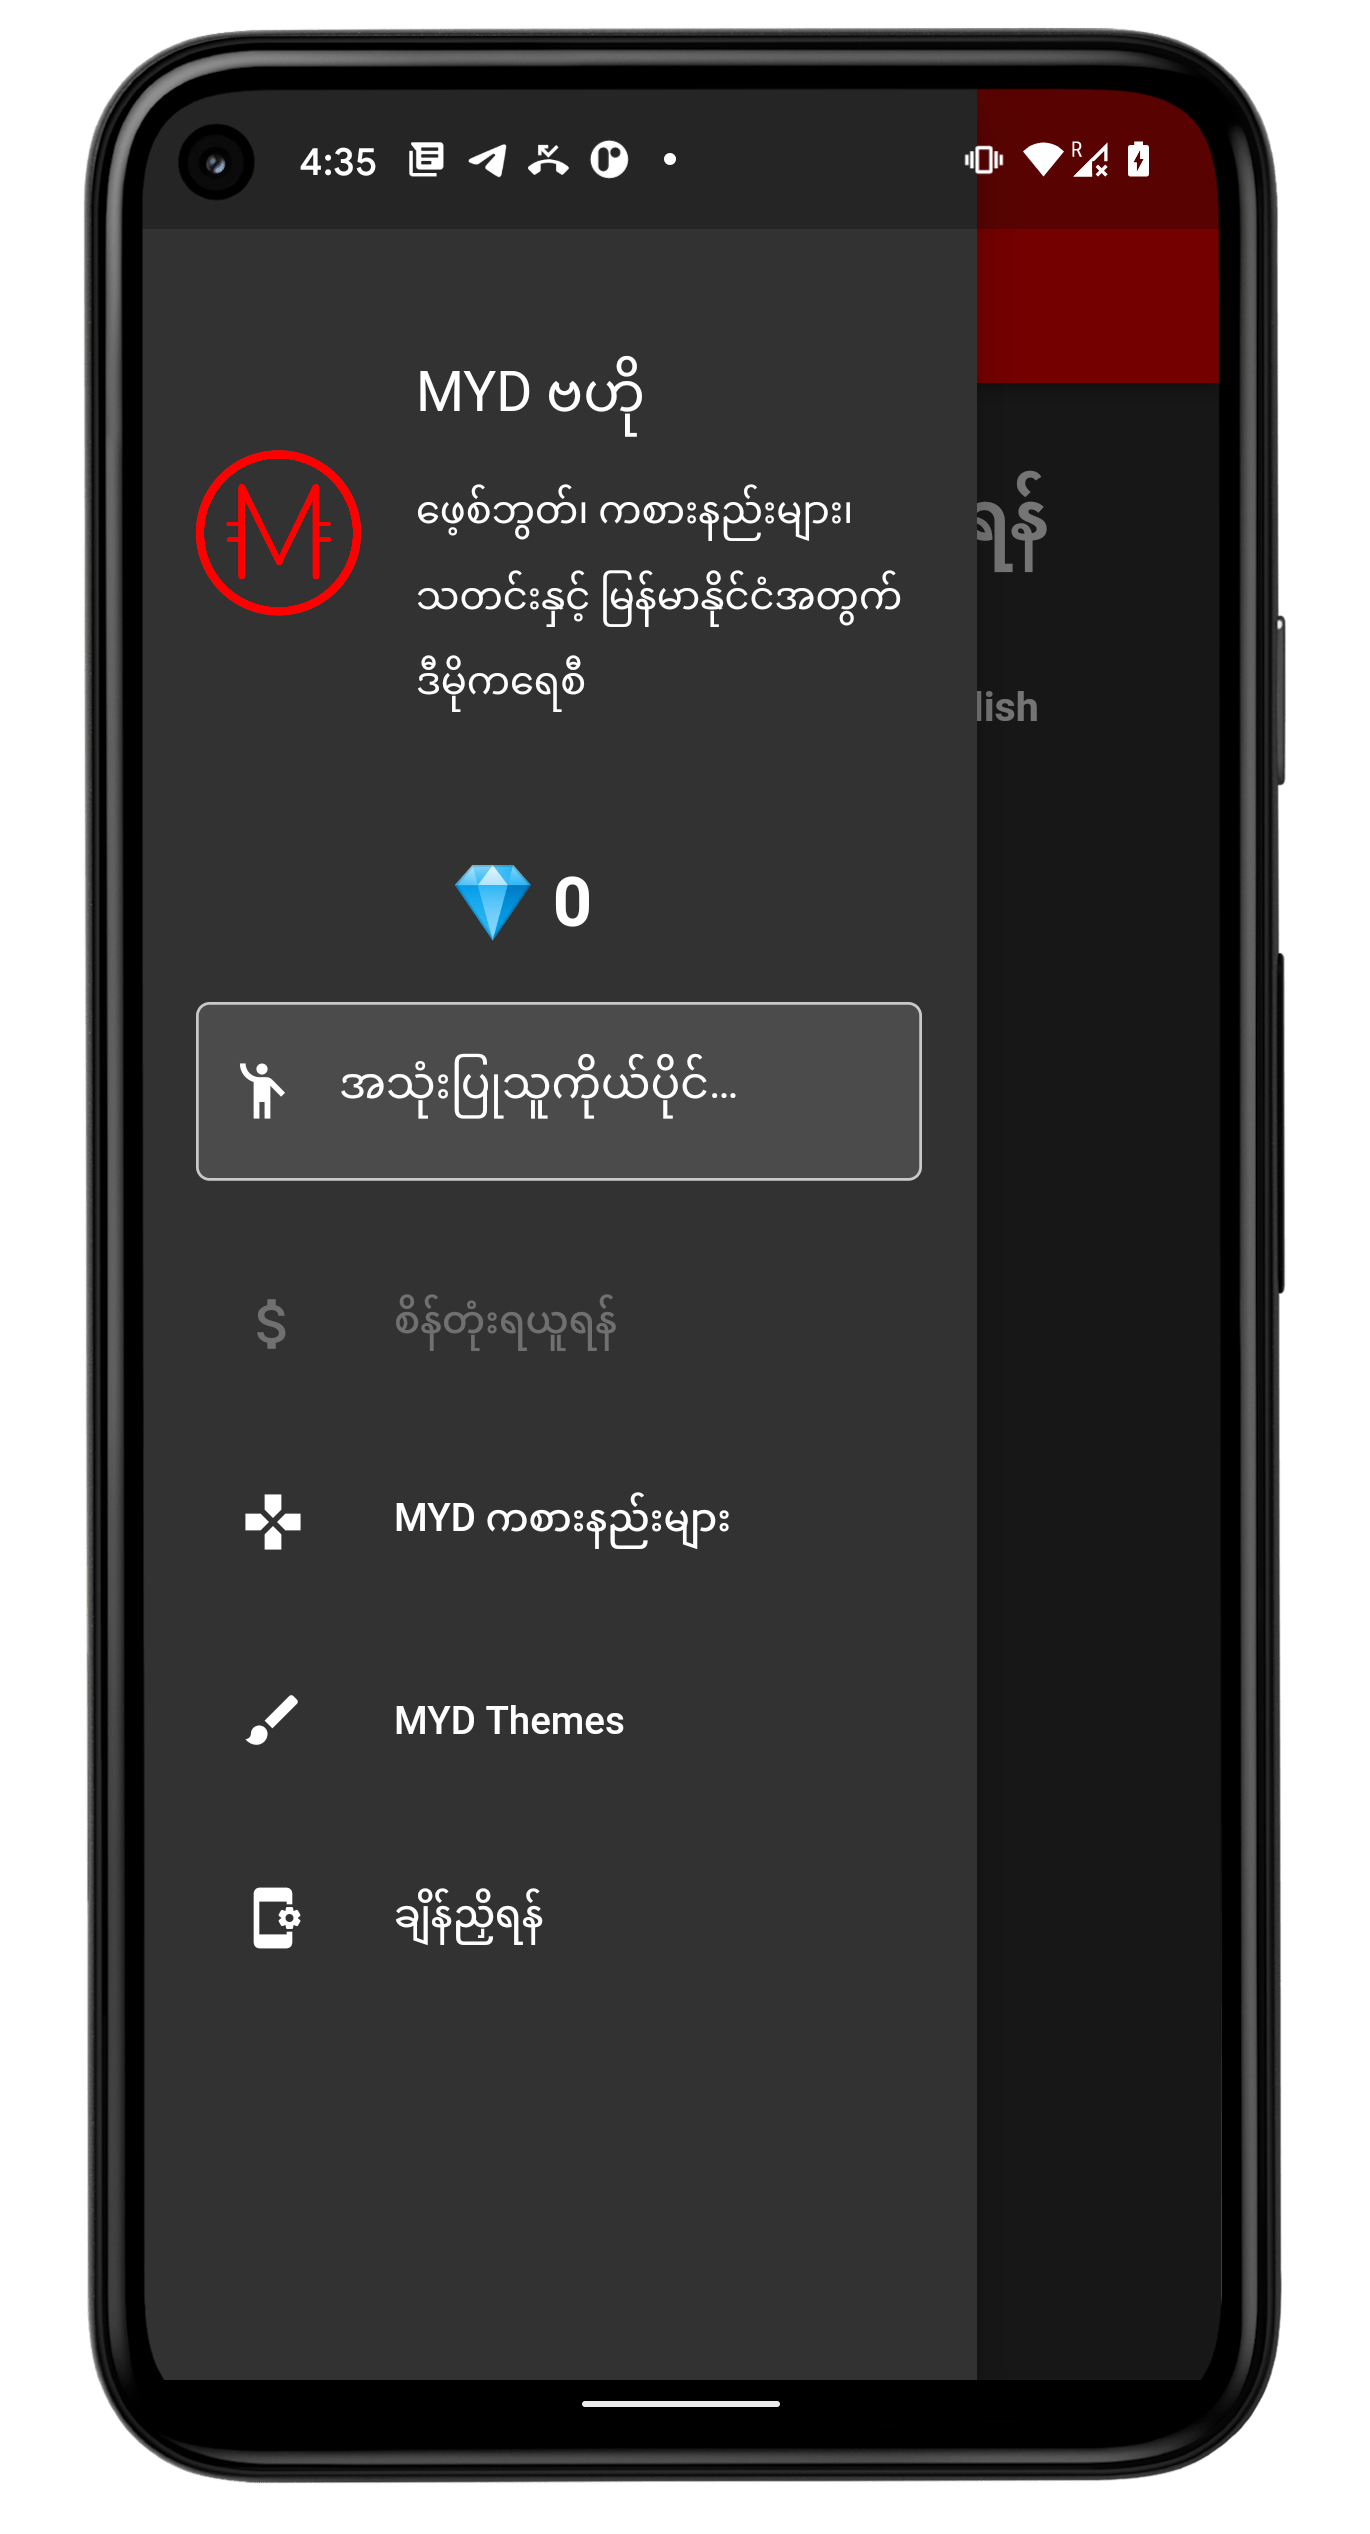 4:35
R
MYD ဗဟို
ဖေ့စ်ဘွတ်၊ ကစားနည်းများ၊
သတင်းနှင့် မြန်မာနိုင်ငံအတွက်
ဒီမိုကရေစီ
ရန်
lish
0
အသုံးပြုသူကိုယ်ပိုင်...
စိန်တုံးရယူရန်
MYD ကစားနည်းများ
MYD Themes
ချိန်ညှိရန်